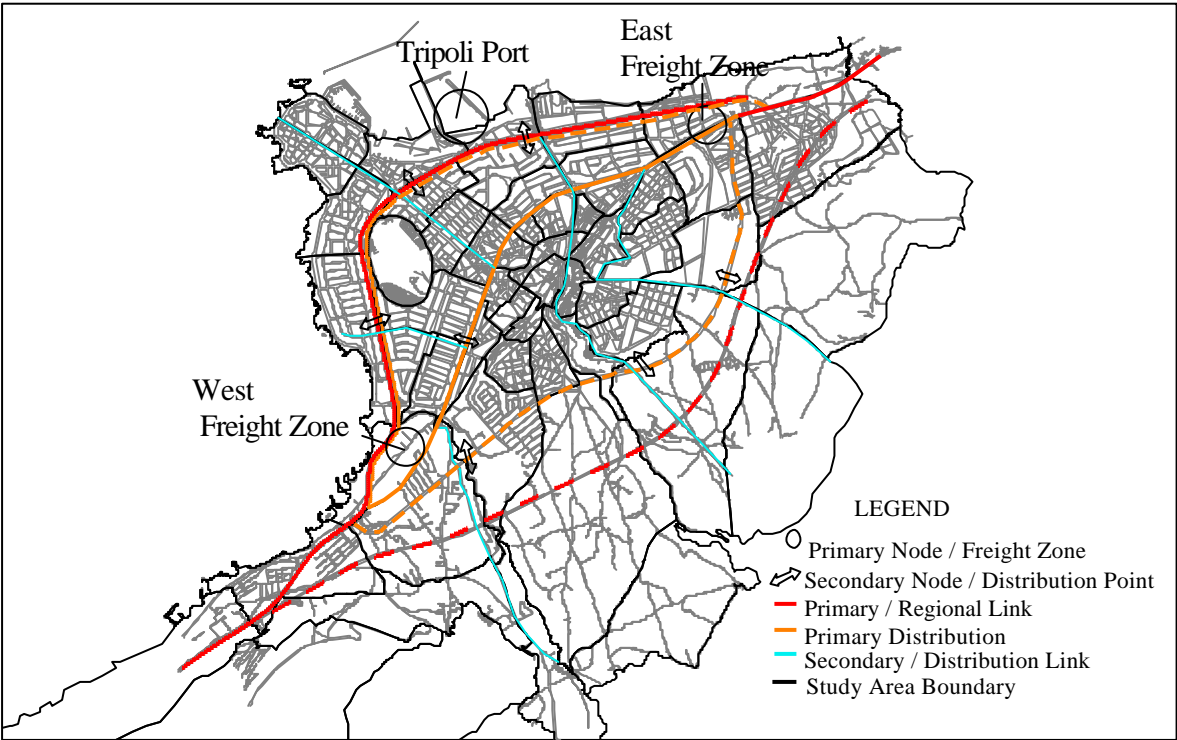 Tripoli Port
East
Freight Zone
West
Freight Zone
LEGEND
Primary Node / Freight Zone
Secondary Node / Distribution Point
Primary / Regional Link
Primary Distribution
Secondary / Distribution Link
Study Area Boundary